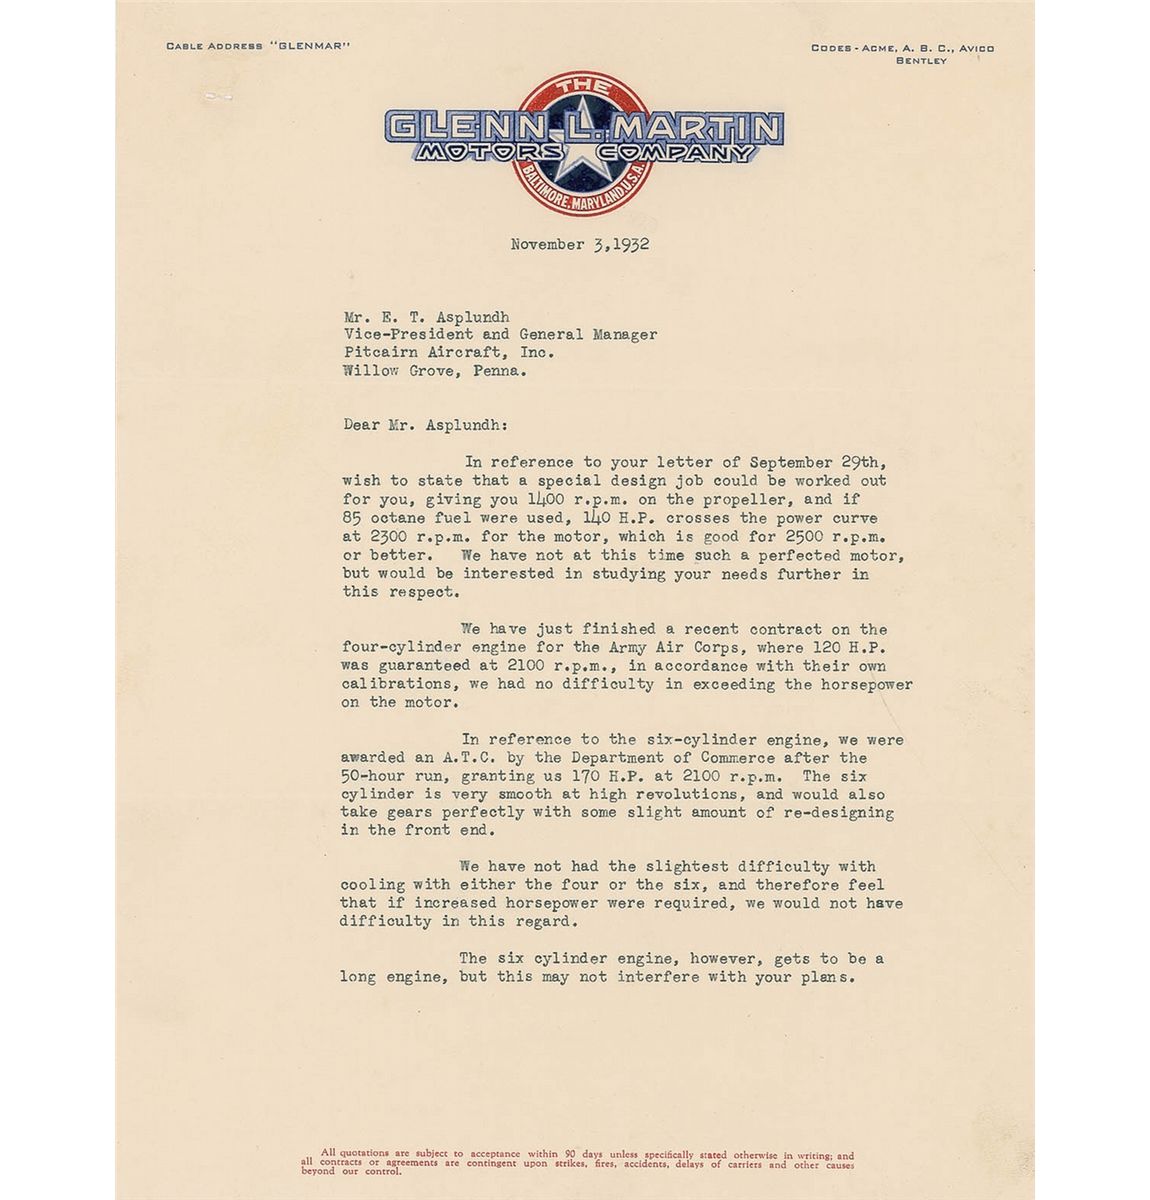 CABLE ADDRESS "GLENMAR"
CODES - ACME, A. B. C., AVICO
BENTLEY
THE
GLENN L. MARTIN
MOTORS COMPANY
BALTIMORE, MARYLAND, U.S.A.
November 3,1932
Mr. E. T. Asplundh
Vice-President and General Manager
Pitcairn Aircraft, Inc.
Willow Grove, Penna.
Dear Mr. Asplundh:
In reference to your letter of September 29th,
wish to state that a special design job could be worked out
for you, giving you 1400 r.p.m. on the propeller, and if
85 octane fuel were used, 140 H.P. crosses the power curve
at 2300 r.p.m. for the motor, which is good for 2500 r.p.m.
or better. We have not at this time such a perfected motor,
but would be interested in studying your needs further in
this respect.
We have just finished a recent contract on the
four-cylinder engine for the Army Air Corps, where 120 H.P.
was guaranteed at 2100 r.p.m., in accordance with their own
calibrations, we had no difficulty in exceeding the horsepower
on the motor.
In reference to the six-cylinder engine, we were
awarded an A.T.C. by the Department of Commerce after the
50-hour run, granting us 170 H.P. at 2100 r.p.m. The six
cylinder is very smooth at high revolutions, and would also
take gears perfectly with some slight amount of re-designing
in the front end.
We have not had the slightest difficulty with
cooling with either the four or the six, and therefore feel
that if increased horsepower were required, we would not have
difficulty in this regard.
The six cylinder engine, however, gets to be a
long engine, but this may not interfere with your plans.
All quotations are subject to acceptance within 90 days unless specifically stated otherwise in writing; and
all contracts or agreements are contingent upon strikes, fires, accidents, delays of carriers and other causes
beyond our control.